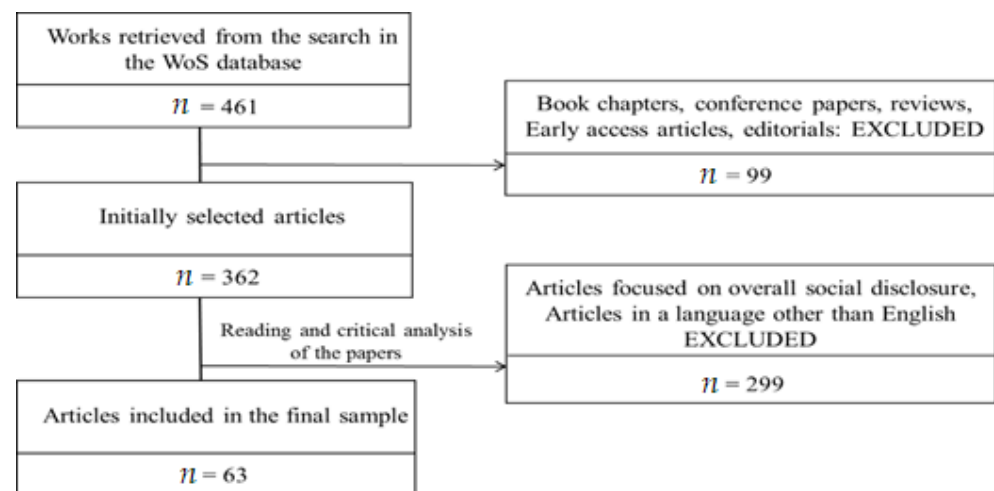 Works retrieved from the search in
the WoS database
n = 461
Book chapters, conference papers, reviews,
Early access articles, editorials: EXCLUDED
n = 99
Initially selected articles
n = 362
Articles focused on overall social disclosure,
Articles in a language other than English
EXCLUDED
n = 299
Reading and critical analysis
of the papers
Articles included in the final sample
n = 63